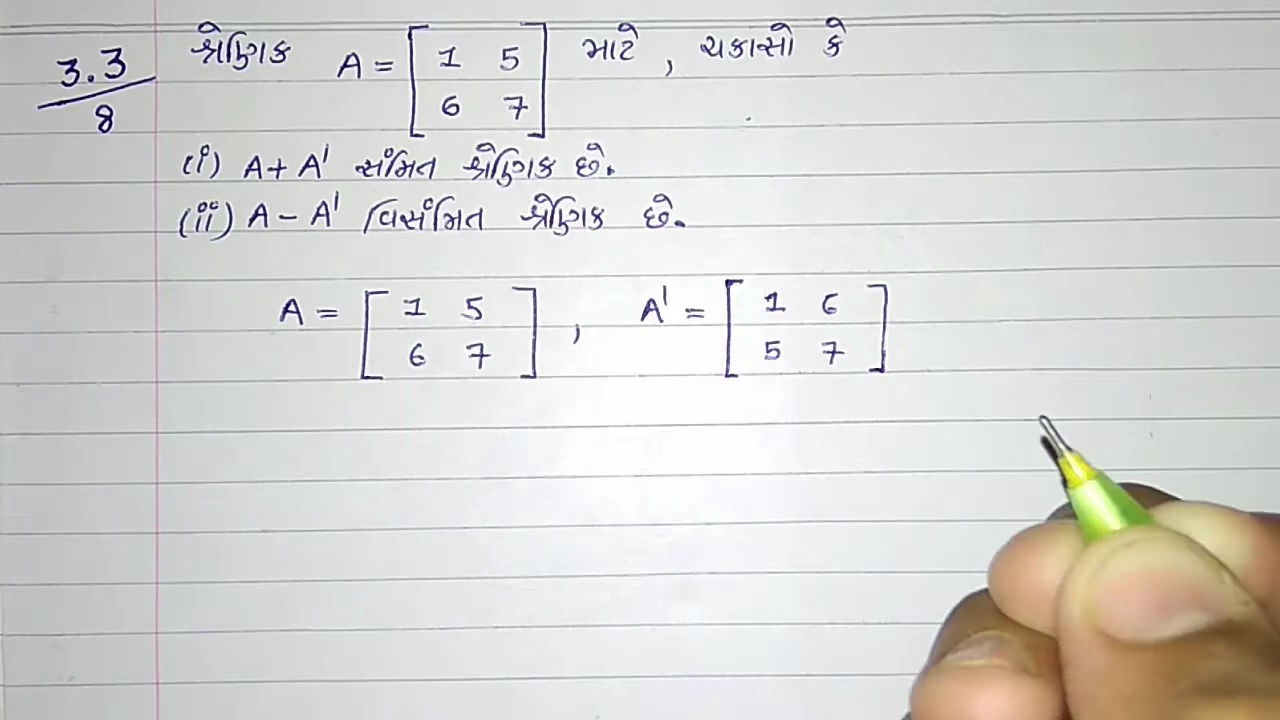 3.3/8 શ્રેણિક A = [1 5; 6 7] માટે, ચકાસો કે
(i) A + A' સંમિત શ્રેણિક છે.
(ii) A - A' વિસંમિત શ્રેણિક છે.
A = [1 5; 6 7], A' = [1 6; 5 7]